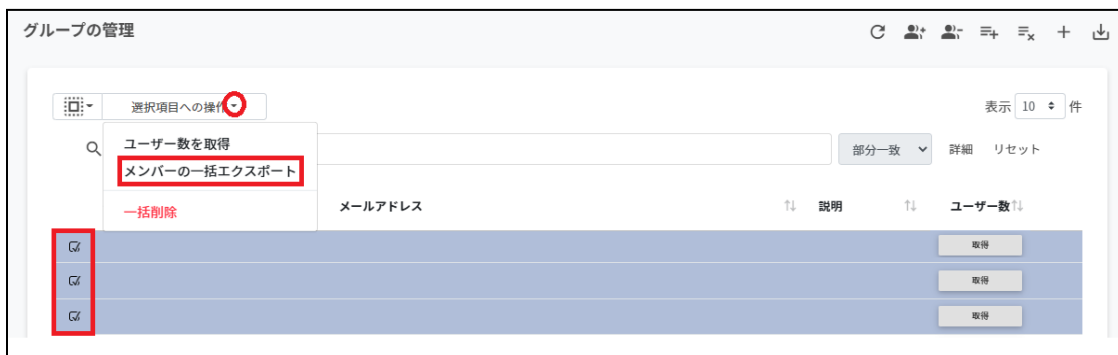 グループの管理
選択項目への操作
表示 10 件
ユーザー数を取得
部分一致 詳細 リセット
メンバーの一括エクスポート
一括削除
メールアドレス 説明 ユーザー数
取得
取得
取得